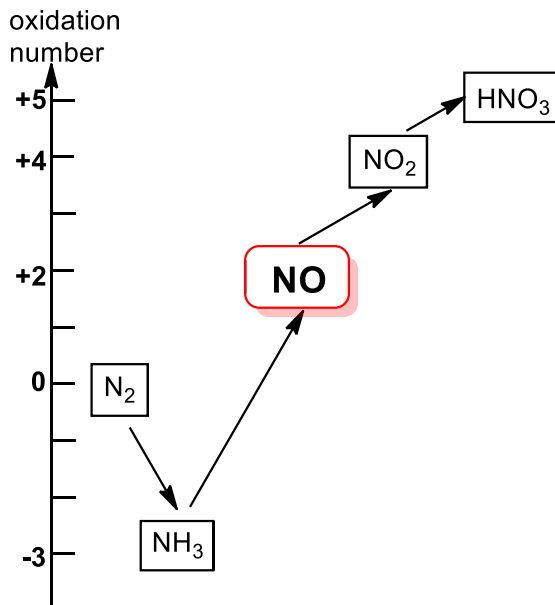 oxidation
number
+5
HNO₃
+4
NO₂
+2
NO
0
N₂
NH₃
-3